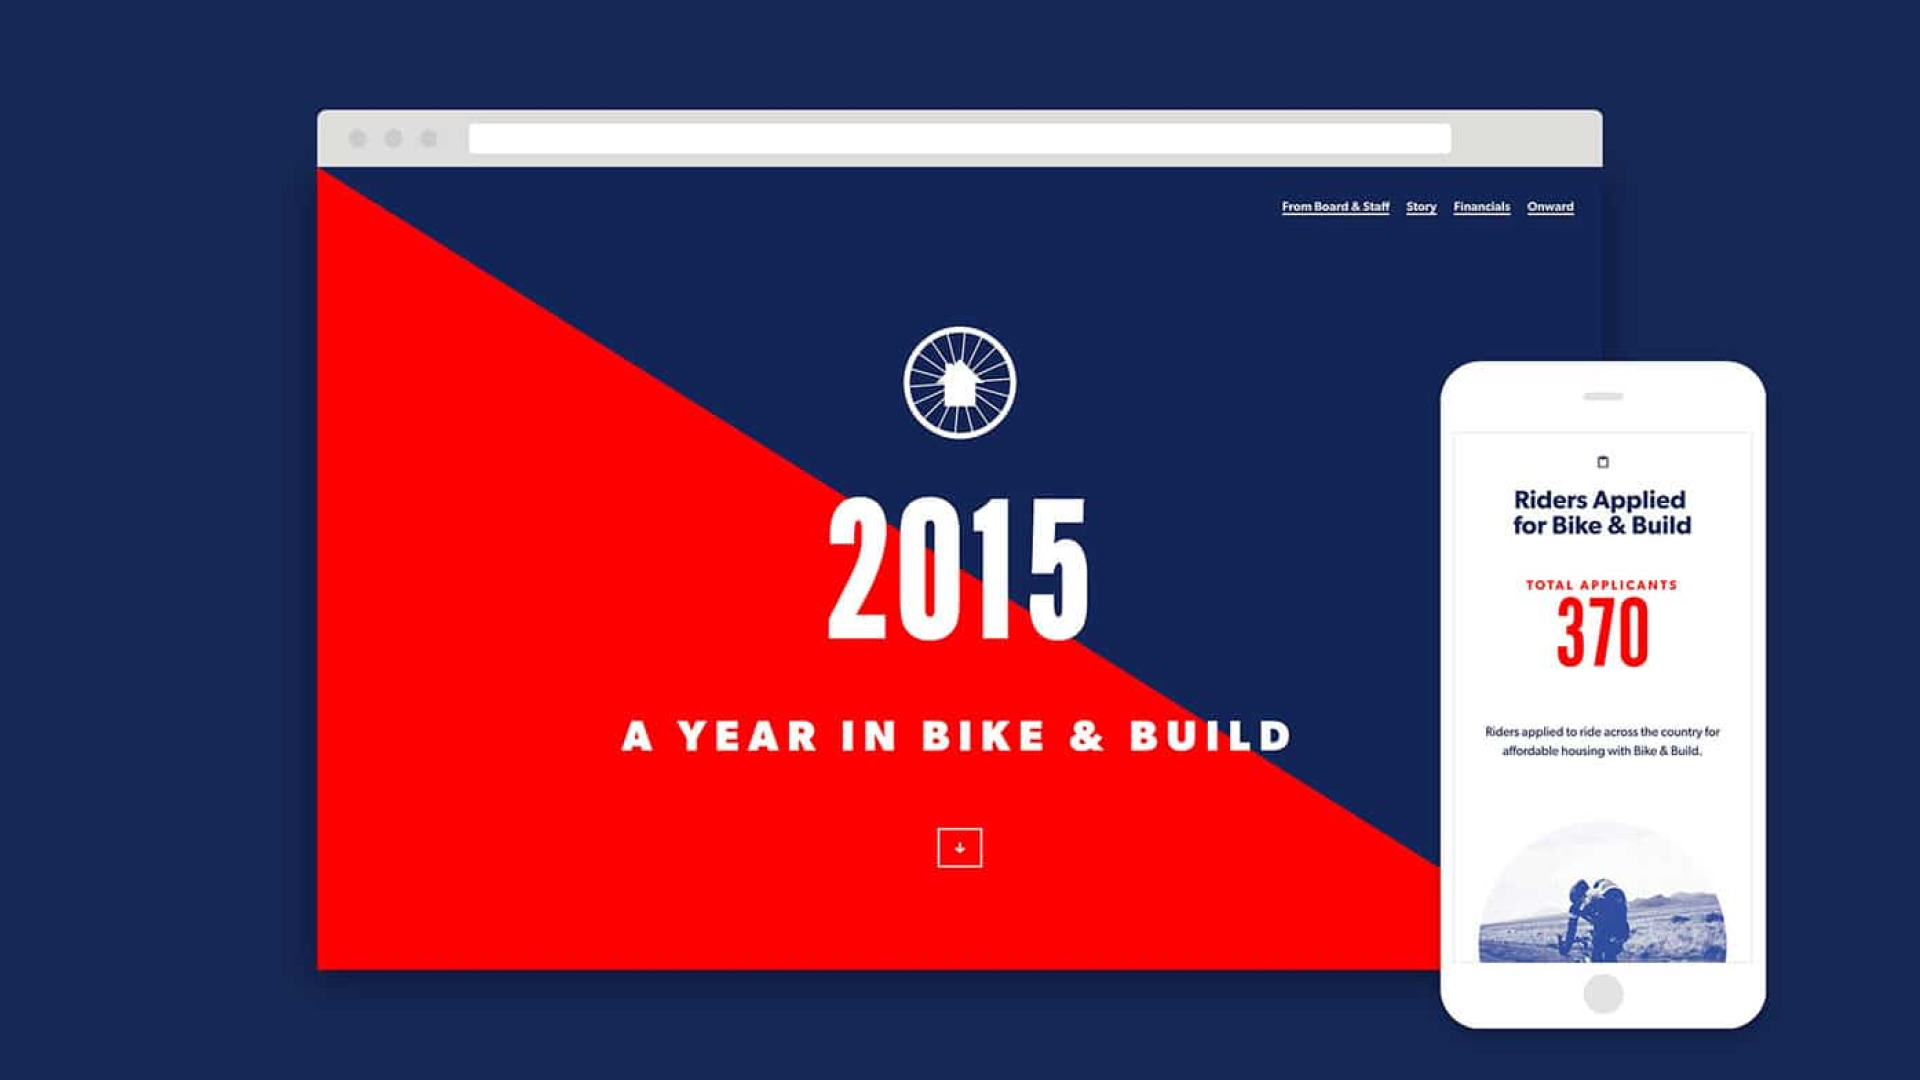 From Board & Staff Story Financials Onward
2015
A YEAR IN BIKE & BUILD
Riders Applied
for Bike & Build
TOTAL APPLICANTS
370
Riders applied to ride across the country for
affordable housing with Bike & Build.